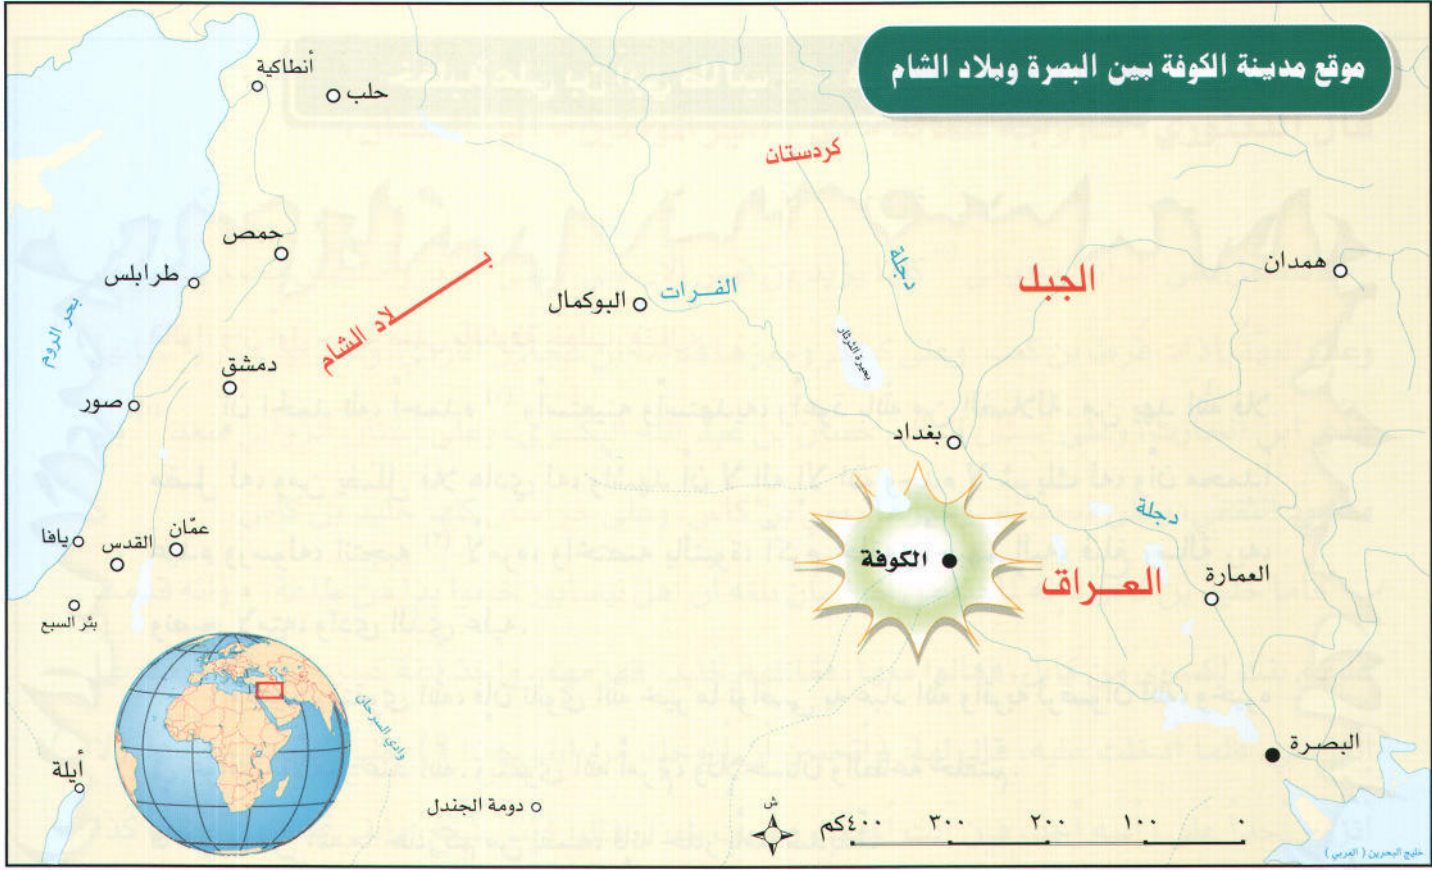 موقع مدينة الكوفة بين البصرة وبلاد الشام
أنطاكية
حلب
كردستان
حمص
دجلة
همدان
الجبل
طرابلس
بلاد الشام
البوكمال
الفرات
بحر الروم
بحيرة الثرثار
دمشق
صور
بغداد
دجلة
يافا
القدس
عمّان
الكوفة
العراق
العمارة
بئر السبع
وادي السرحان
البصرة
أيلة
دومة الجندل
ش
٤٠٠كم ٣٠٠ ٢٠٠ ١٠٠ ٠
خليج البحرين ( العربي )